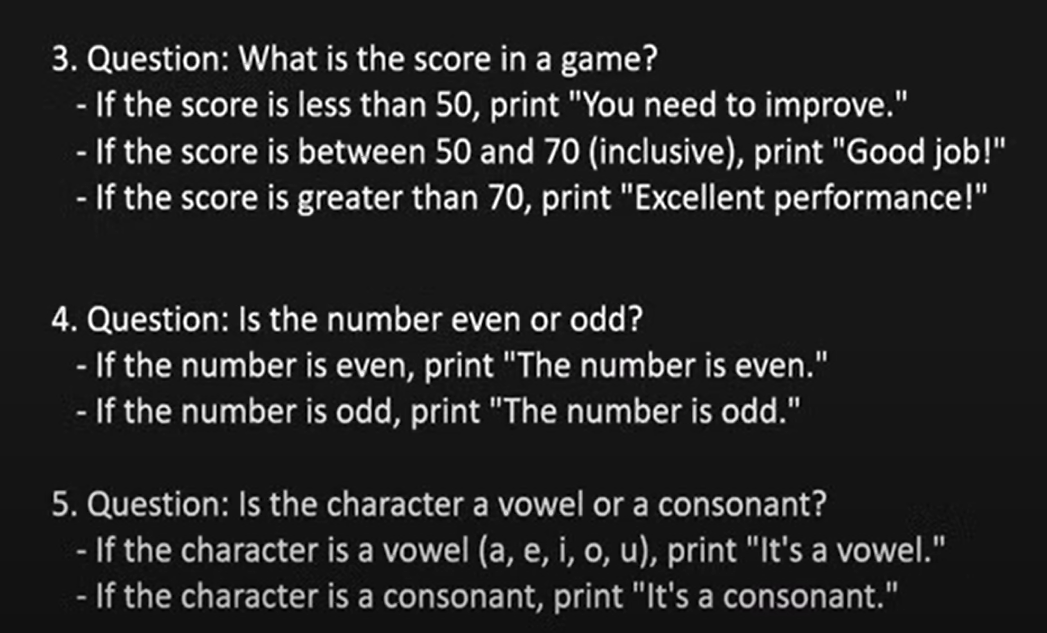 3. Question: What is the score in a game?
- If the score is less than 50, print "You need to improve."
- If the score is between 50 and 70 (inclusive), print "Good job!"
- If the score is greater than 70, print "Excellent performance!"
4. Question: Is the number even or odd?
- If the number is even, print "The number is even."
- If the number is odd, print "The number is odd."
5. Question: Is the character a vowel or a consonant?
- If the character is a vowel (a, e, i, o, u), print "It's a vowel."
- If the character is a consonant, print "It's a consonant."